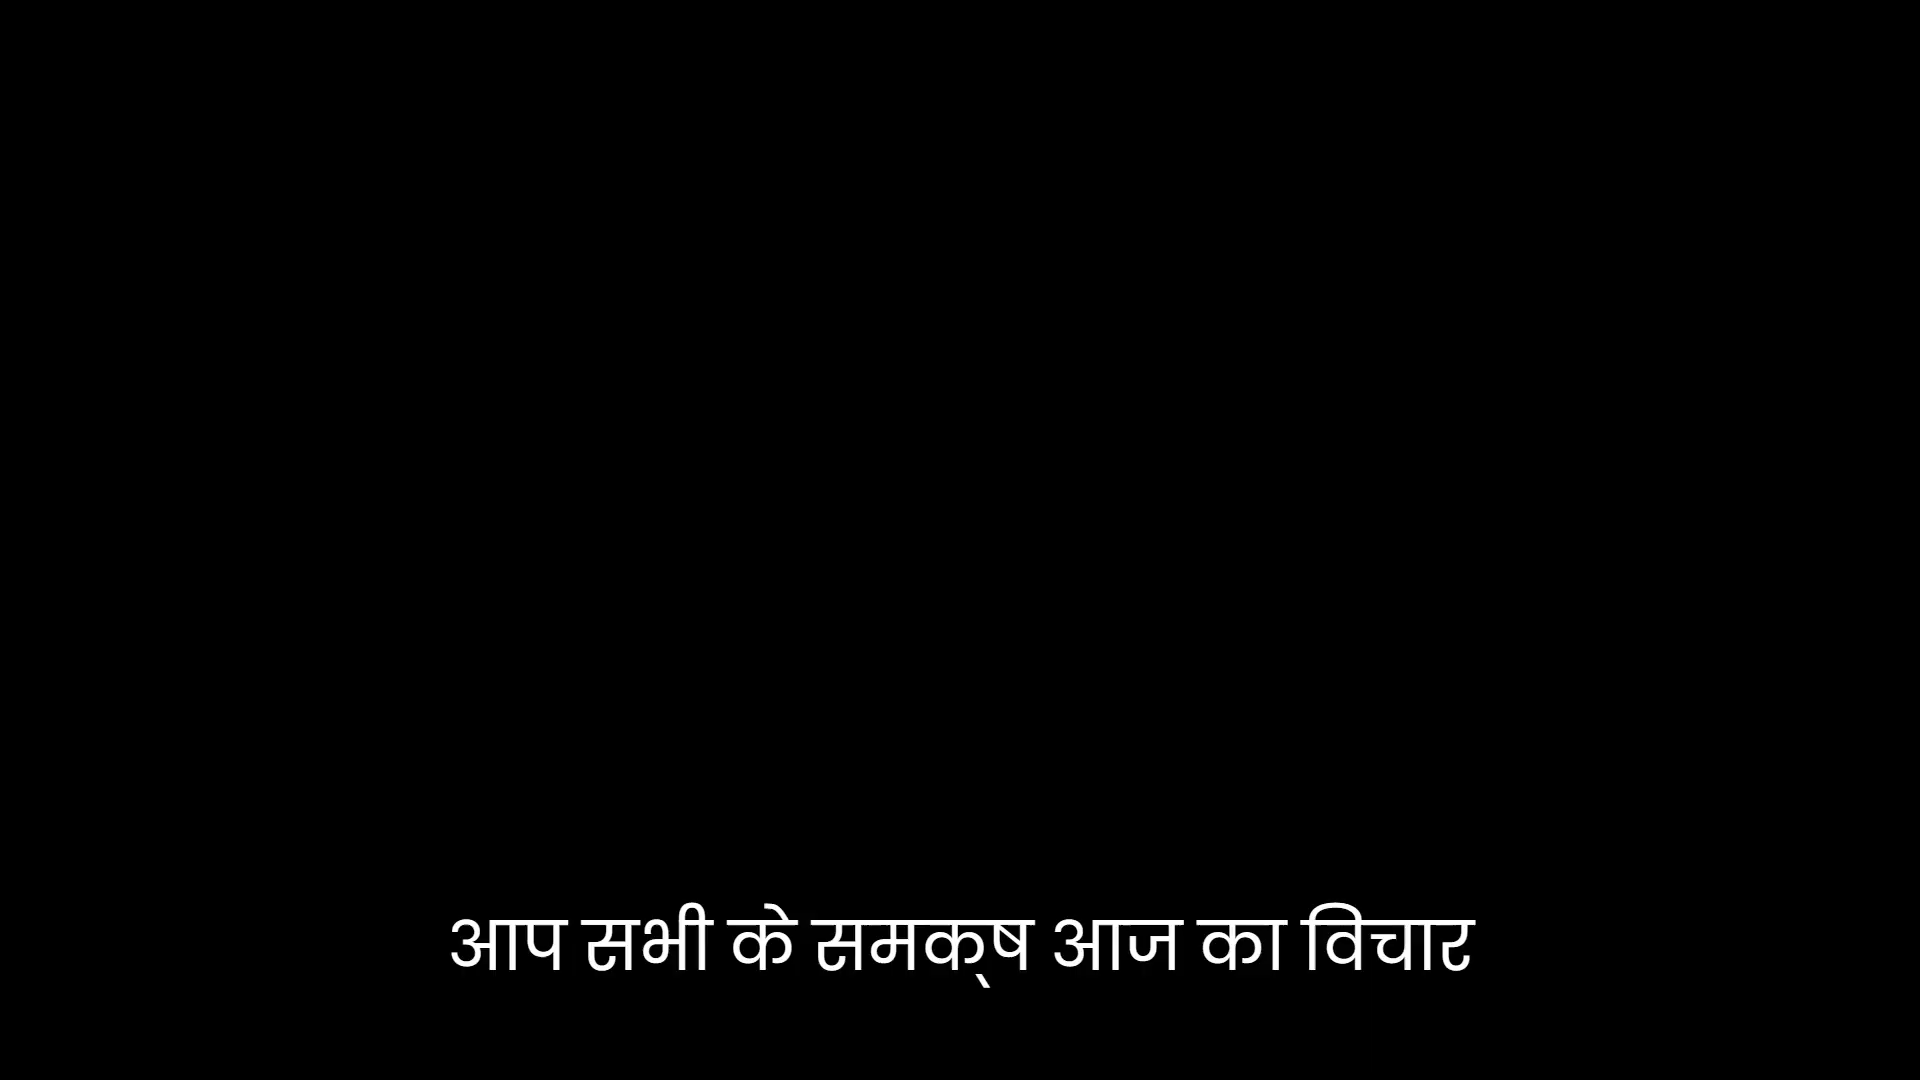 आप सभी के समक्ष आज का विचार